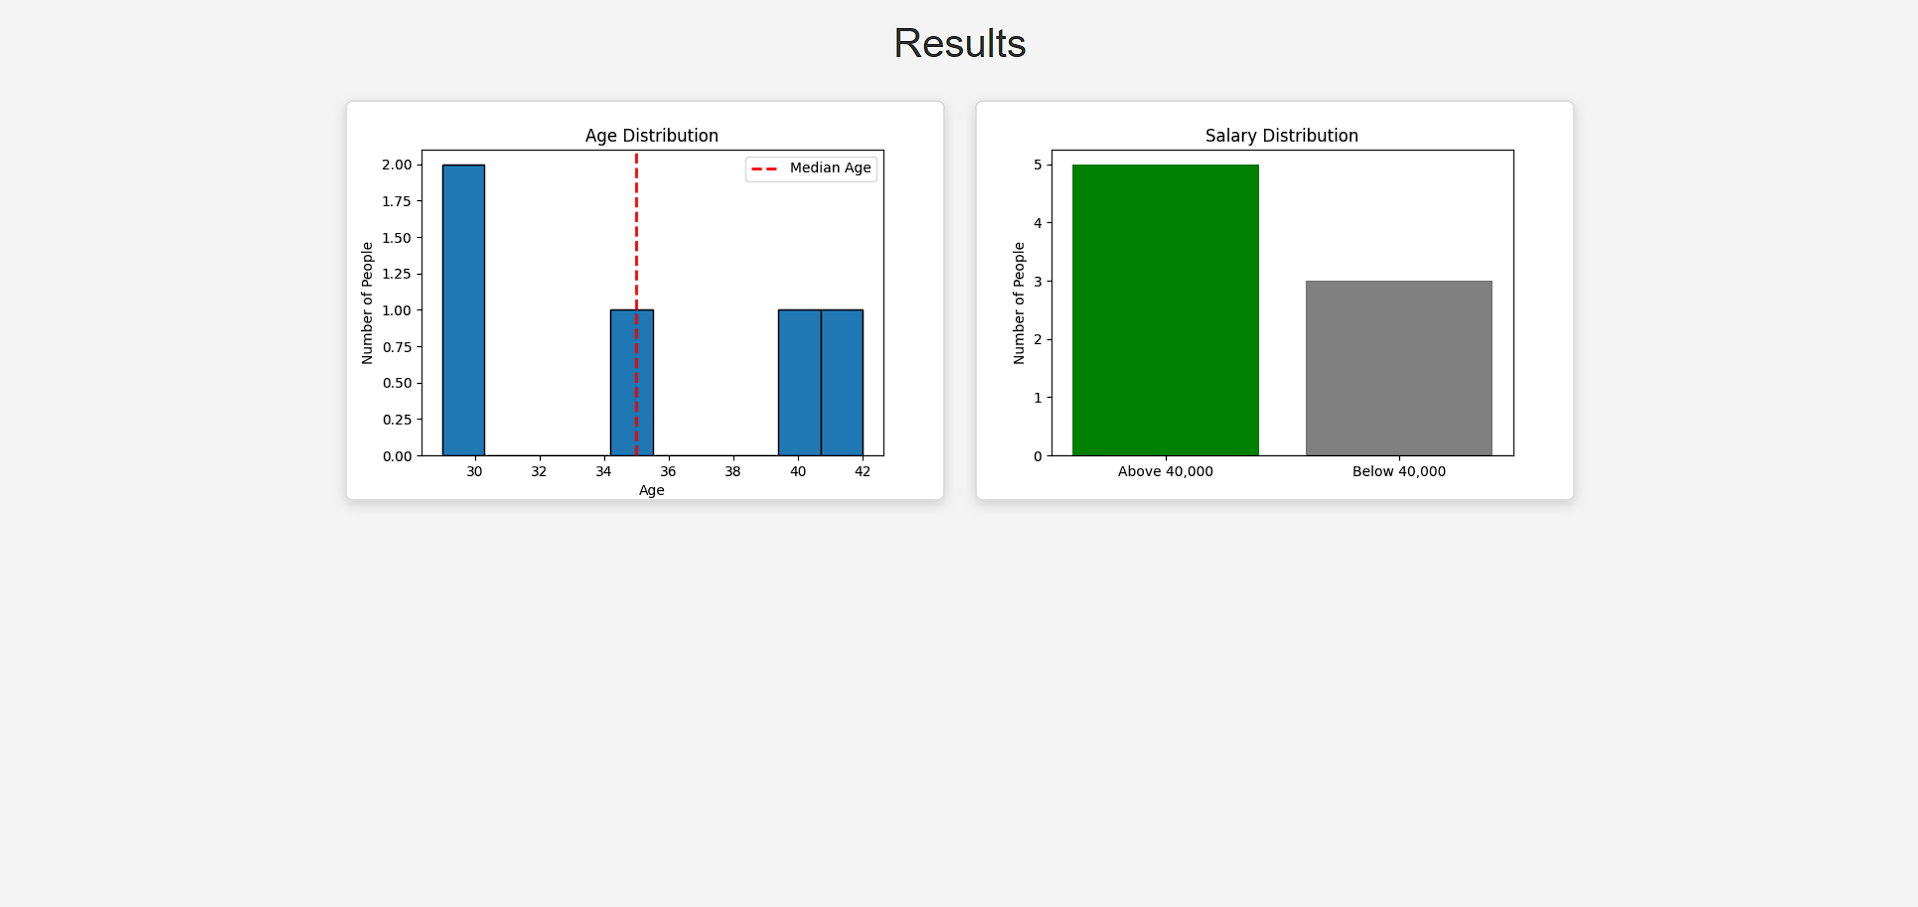 Results
Age Distribution
Median Age
Number of People
2.00
1.75
1.50
1.25
1.00
0.75
0.50
0.25
0.00
30 32 34 36 38 40 42
Age
Salary Distribution
Number of People
5
4
3
2
1
0
Above 40,000 Below 40,000